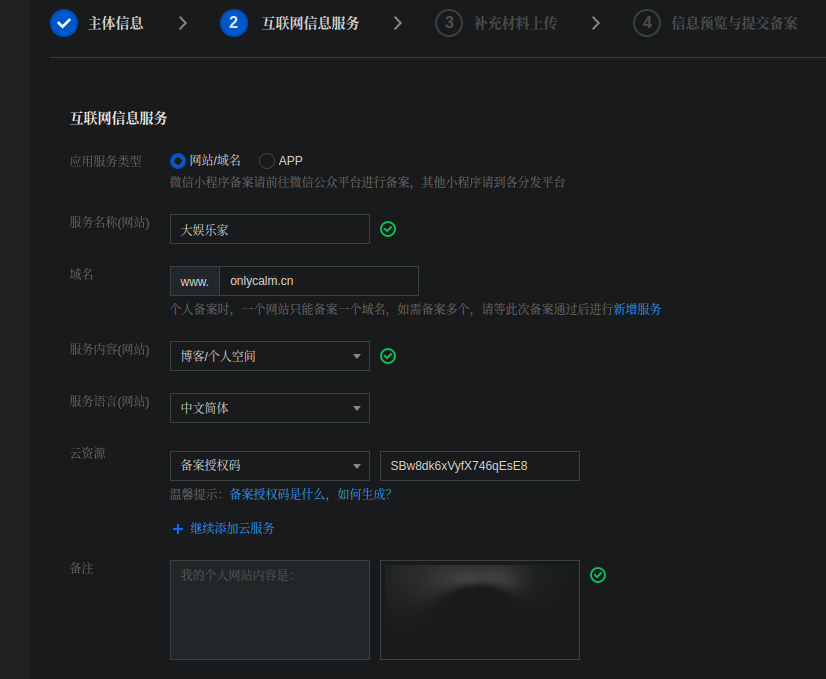 主体信息
2 互联网信息服务
3 补充材料上传
4 信息预览与提交备案
互联网信息服务
应用服务类型 网站/域名 APP
微信小程序备案请前往微信公众平台进行备案，其他小程序请到各分发平台
服务名称(网站) 大娱乐家
域名 www. onlycalm.cn
个人备案时，一个网站只能备案一个域名，如需备案多个，请等此次备案通过后进行新增服务
服务内容(网站) 博客/个人空间
服务语言(网站) 中文简体
云资源 备案授权码 SBw8dk6xVyfX746qEsE8
温馨提示：备案授权码是什么，如何生成?
继续添加云服务
备注 我的个人网站内容是：